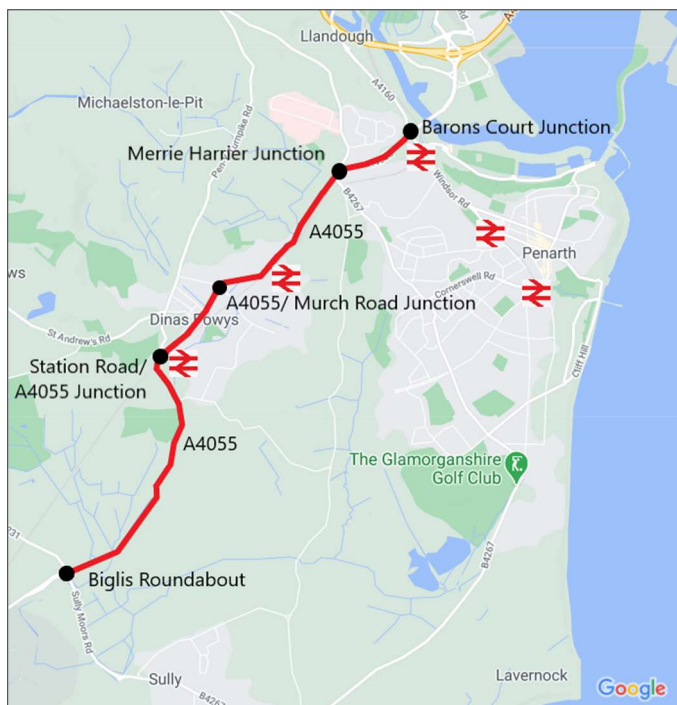 Llandough
A4160
Michaelston-le-Pit
Barons Court Junction
Merrie Harrier Junction
B4267
Windsor Rd
A4055
Penarth
Cornerswell Rd
A4055/ Murch Road Junction
Dinas Powys
St Andrew's Rd
Cliff Hill
Station Road/
A4055 Junction
A4055
The Glamorganshire
Golf Club
B4267
231
Biglis Roundabout
Sully Moors Rd
Sully
B4267
Lavernock
Google